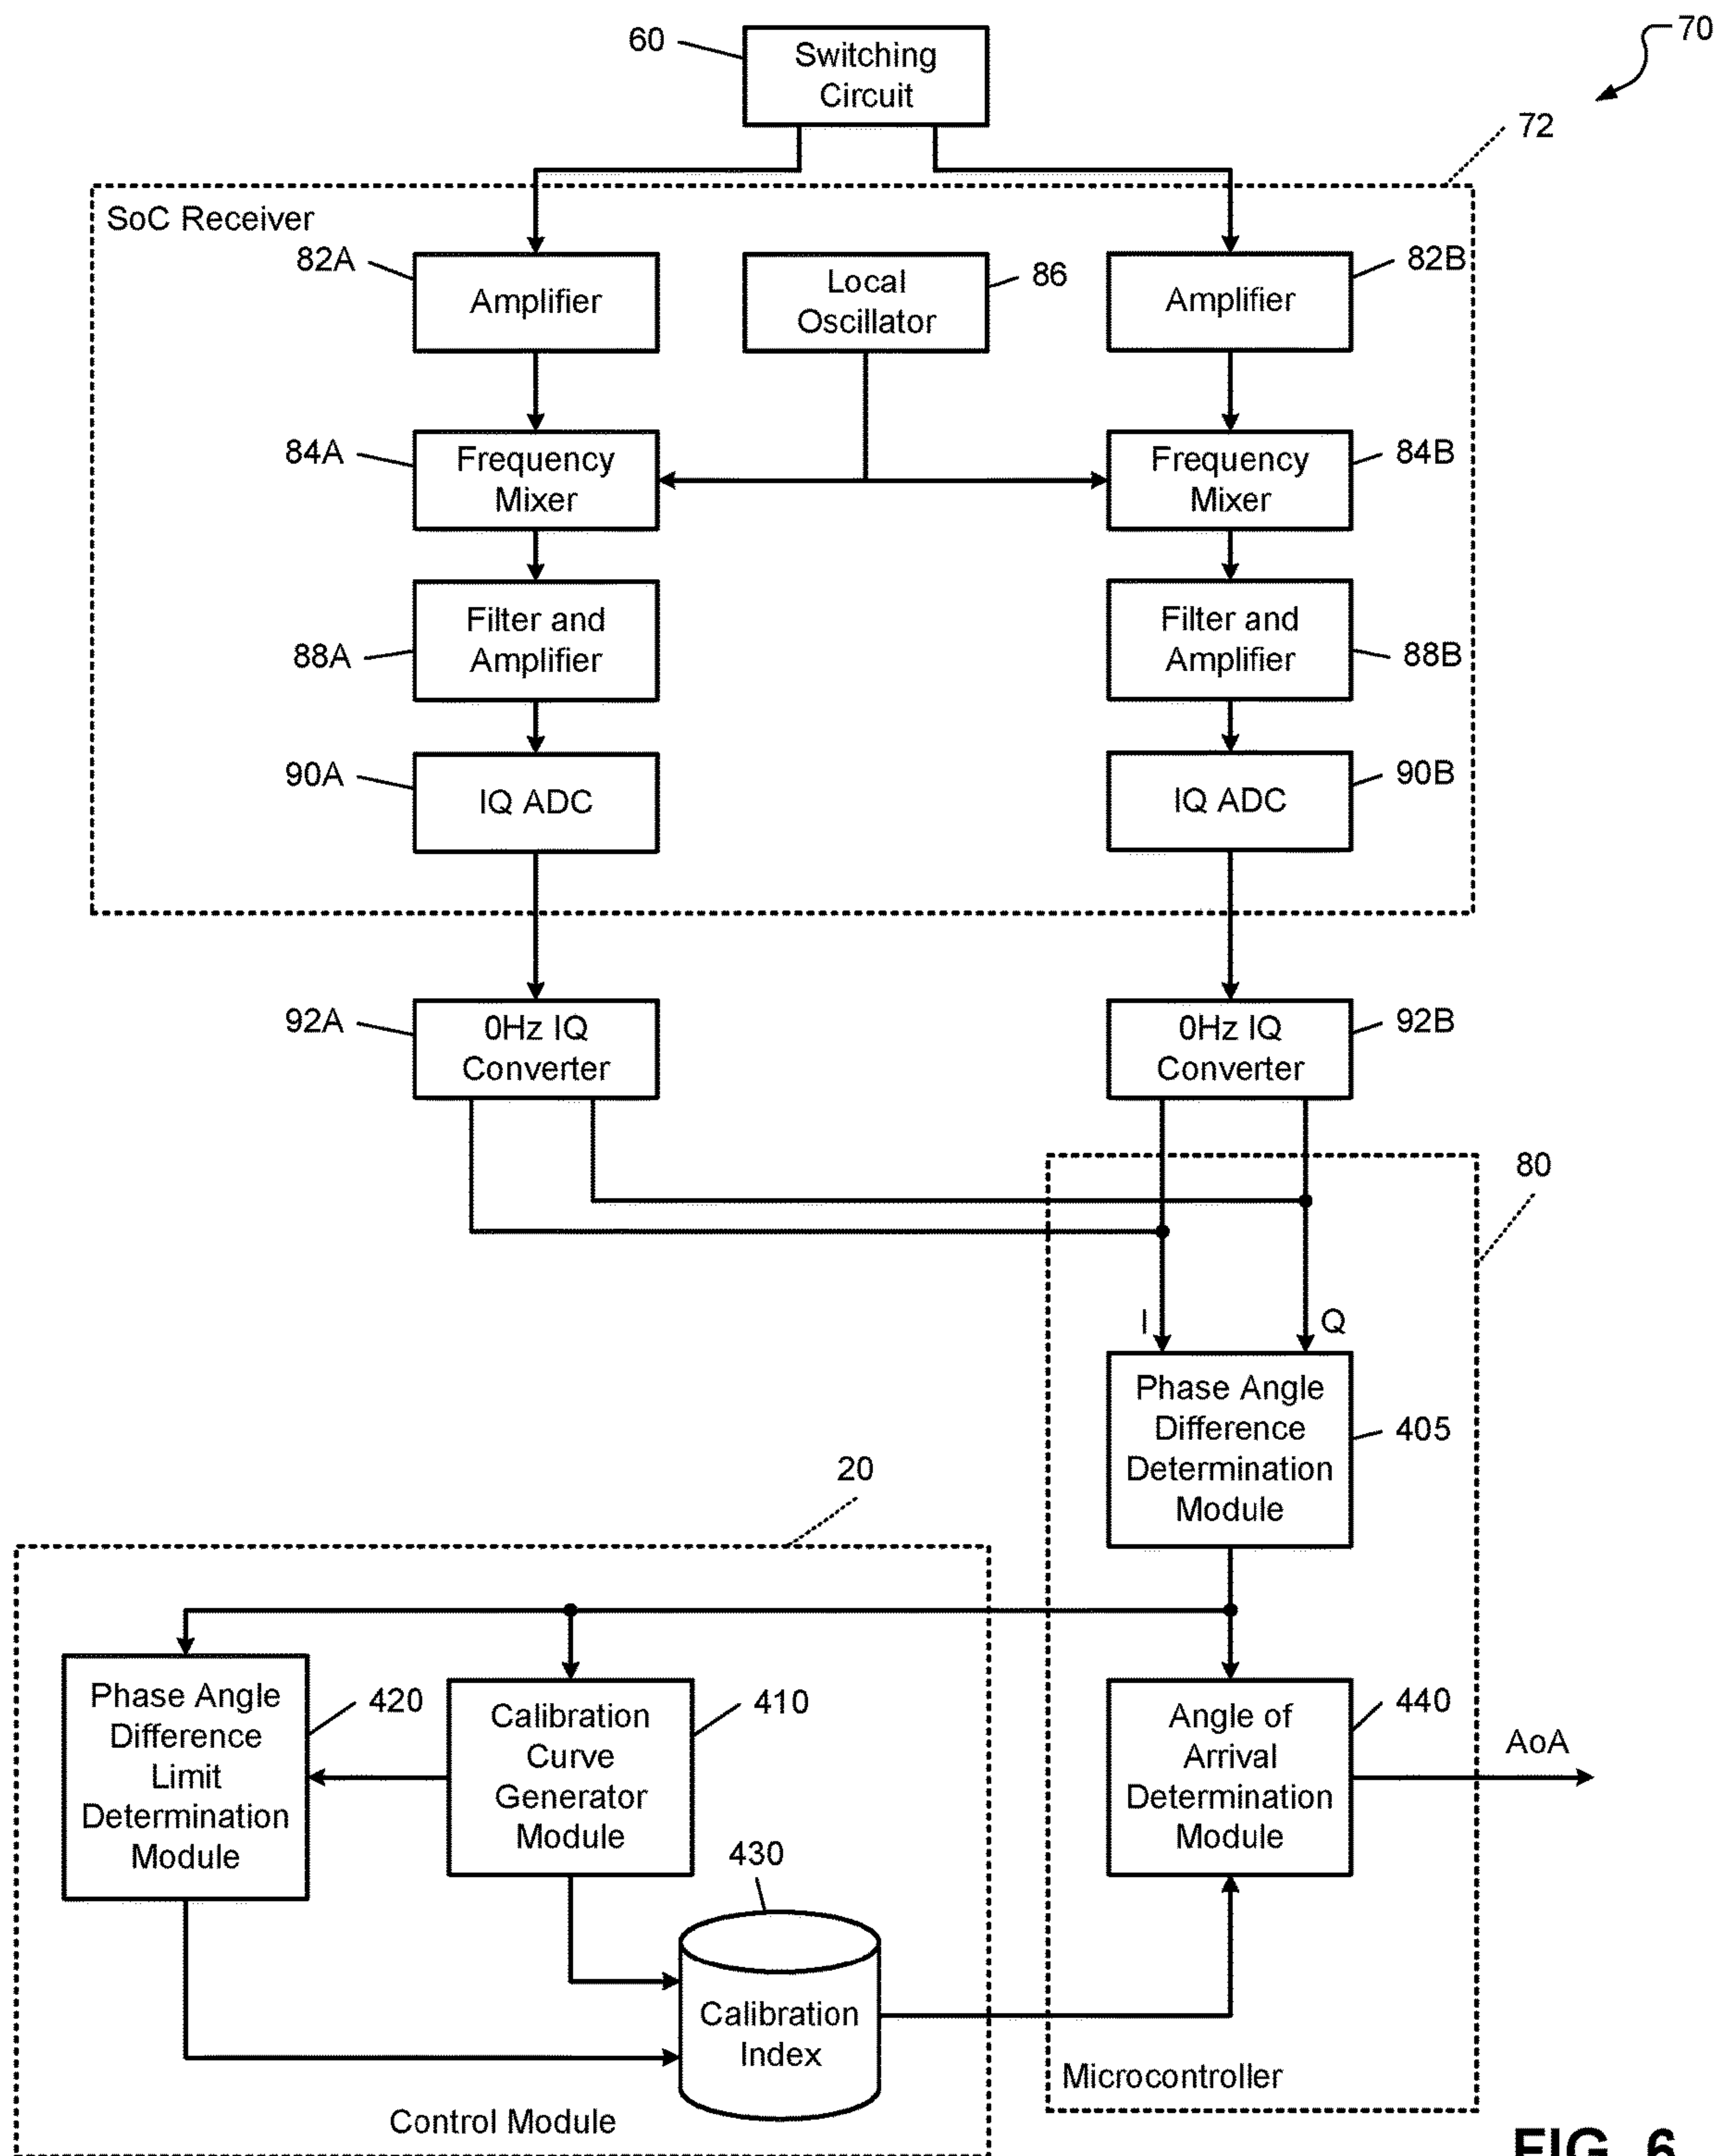 60
Switching
Circuit
70
72
SoC Receiver
82A
Amplifier
Local
Oscillator
86
Amplifier
82B
84A
Frequency
Mixer
Frequency
Mixer
84B
88A
Filter and
Amplifier
Filter and
Amplifier
88B
90A
IQ ADC
IQ ADC
90B
92A
0Hz IQ
Converter
0Hz IQ
Converter
92B
80
I
Q
Phase Angle
Difference
Determination
Module
405
20
Phase Angle
Difference
Limit
Determination
Module
420
Calibration
Curve
Generator
Module
410
Angle of
Arrival
Determination
Module
440
AoA
430
Calibration
Index
Microcontroller
Control Module
FIG. 6